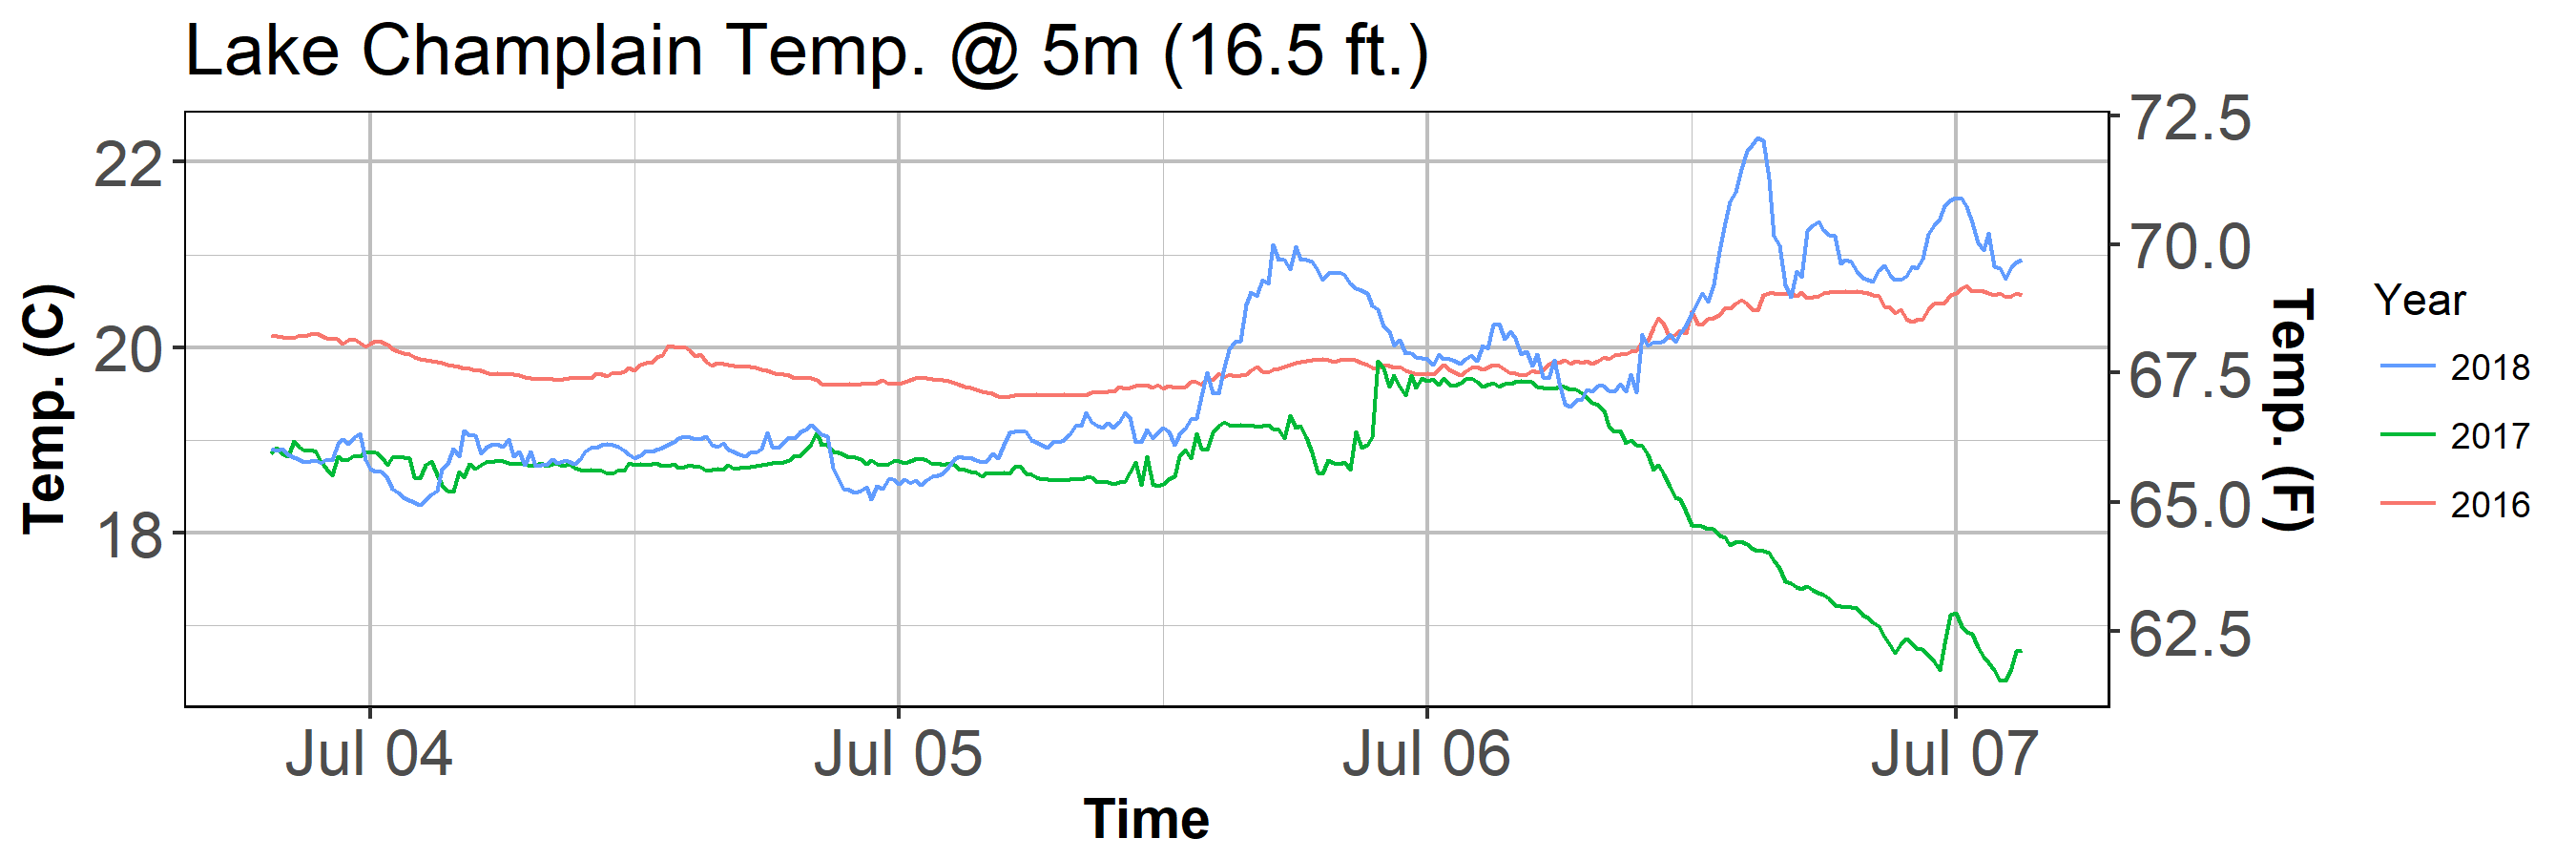 Lake Champlain Temp. @ 5m (16.5 ft.)
Temp. (C)
22
20
18
72.5
70.0
67.5
65.0
62.5
Temp. (F)
Year
2018
2017
2016
Jul 04
Jul 05
Jul 06
Jul 07
Time